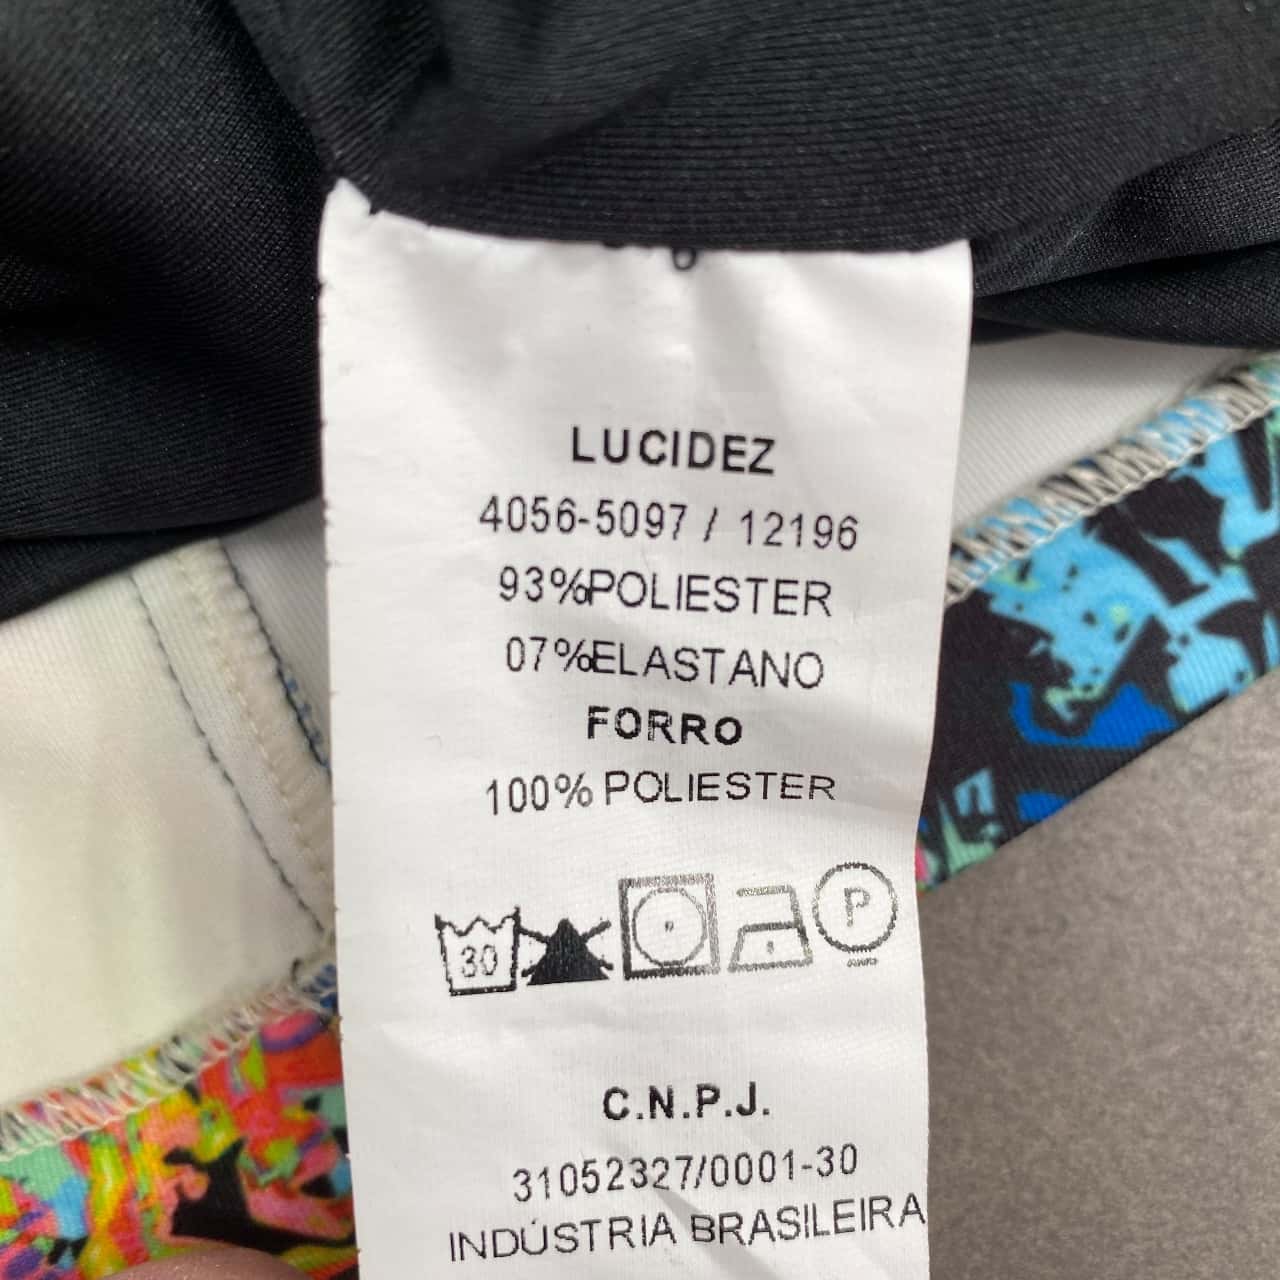 LUCIDEZ
4056-5097 / 12196
93%POLIESTER
07%ELASTANO
FORRO
100% POLIESTER
30 P
C.N.P.J.
31052327/0001-30
INDÚSTRIA BRASILEIRA